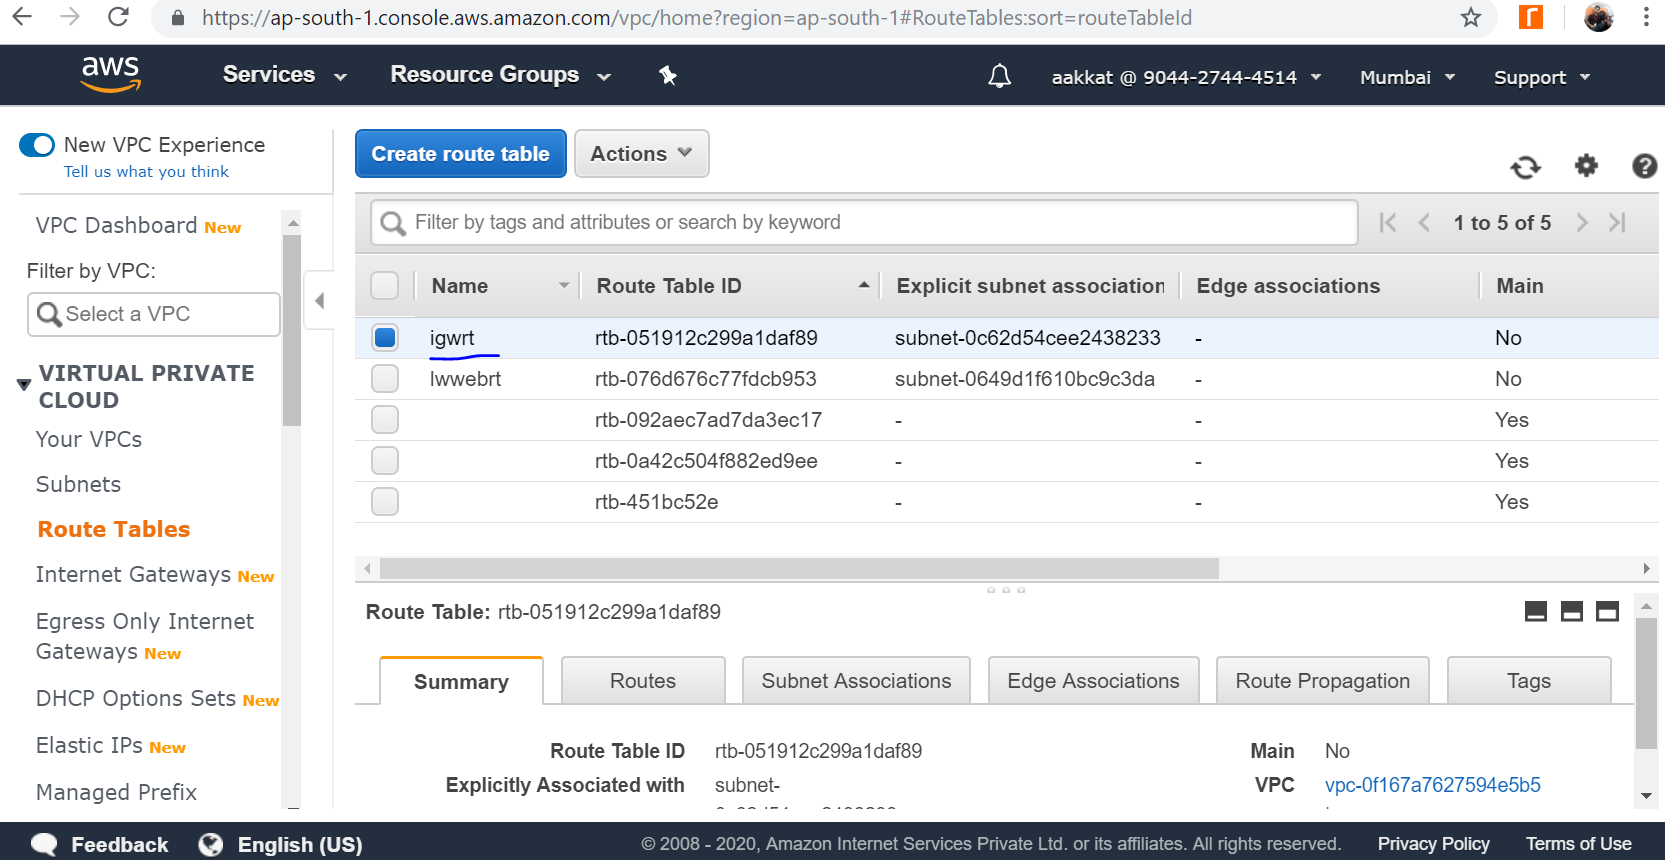 https://ap-south-1.console.aws.amazon.com/vpc/home?region=ap-south-1#RouteTables:sort=routeTableId
aws
Services
Resource Groups
aakkat @ 9044-2744-4514
Mumbai
Support
New VPC Experience
Tell us what you think
VPC Dashboard New
Filter by VPC:
Select a VPC
VIRTUAL PRIVATE
CLOUD
Your VPCs
Subnets
Route Tables
Internet Gateways New
Egress Only Internet
Gateways New
DHCP Options Sets New
Elastic IPs New
Managed Prefix
Create route table
Actions
Filter by tags and attributes or search by keyword
1 to 5 of 5
Name Route Table ID Explicit subnet association Edge associations Main
igwrt rtb-051912c299a1daf89 subnet-0c62d54cee2438233 - No
lwwebrt rtb-076d676c77fdcb953 subnet-0649d1f610bc9c3da - No
rtb-092aec7ad7da3ec17 - - Yes
rtb-0a42c504f882ed9ee - - Yes
rtb-451bc52e - - Yes
Route Table: rtb-051912c299a1daf89
Summary
Routes
Subnet Associations
Edge Associations
Route Propagation
Tags
Route Table ID rtb-051912c299a1daf89
Main No
Explicitly Associated with subnet-
VPC vpc-0f167a7627594e5b5
Feedback
English (US)
© 2008 - 2020, Amazon Internet Services Private Ltd. or its affiliates. All rights reserved.
Privacy Policy
Terms of Use